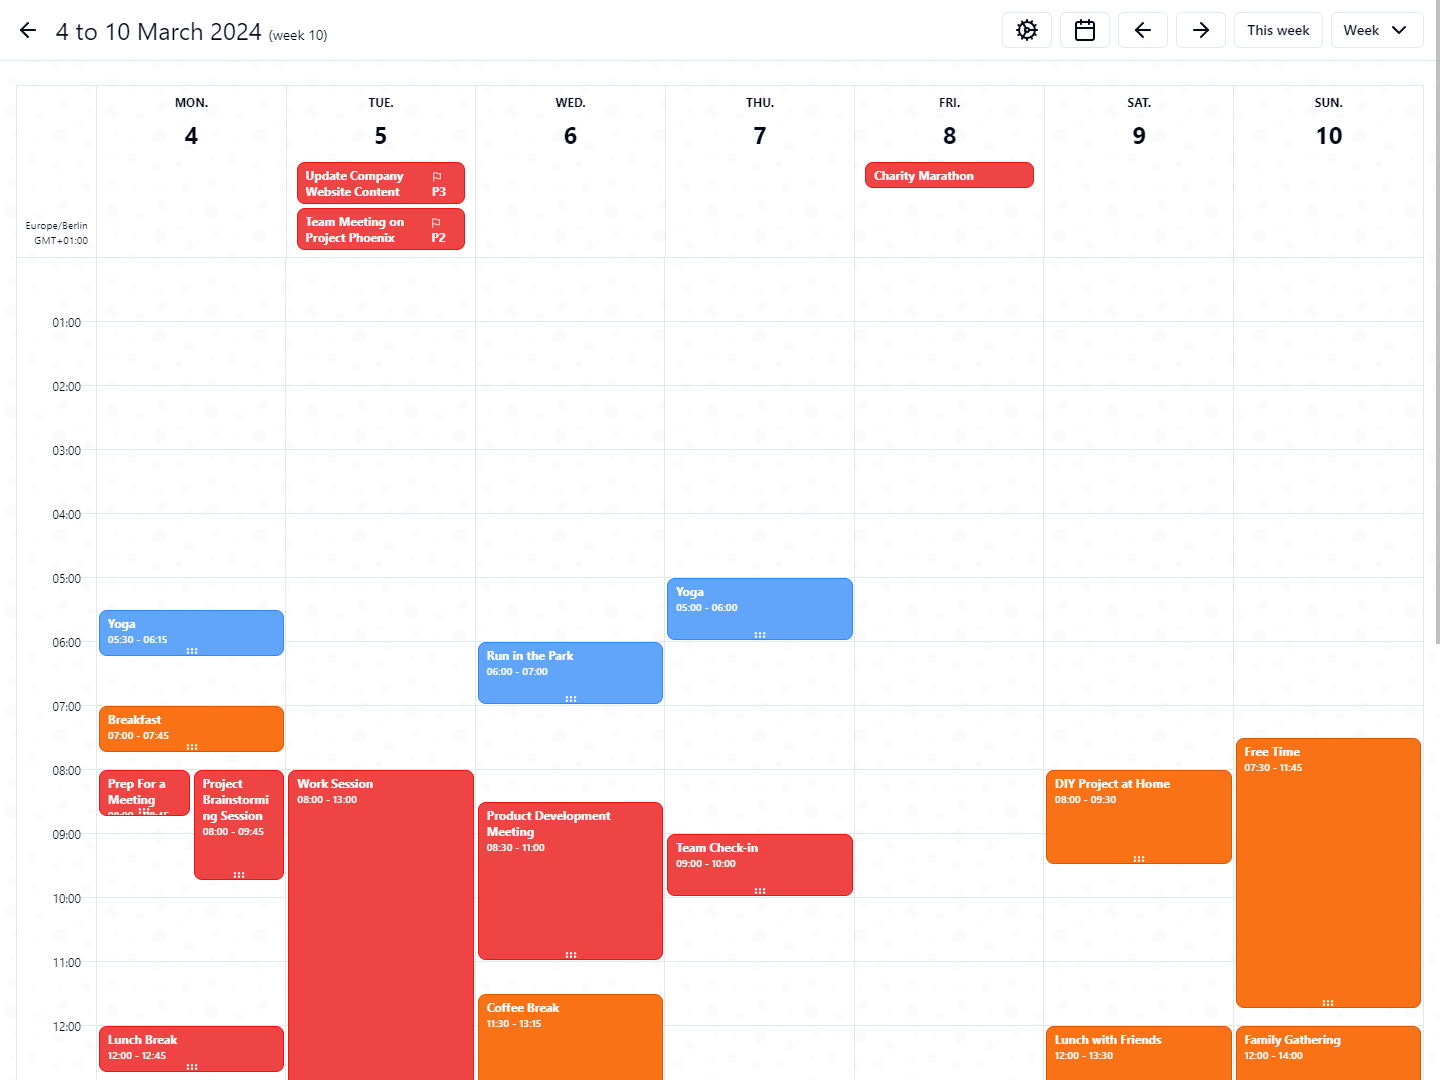 4 to 10 March 2024 (week 10)
This week
Week
MON.
4
TUE.
5
WED.
6
THU.
7
FRI.
8
SAT.
9
SUN.
10
Europe/Berlin
GMT+01:00
Update Company
Website Content
P3
Team Meeting on
Project Phoenix
P2
Charity Marathon
01:00
02:00
03:00
04:00
05:00
06:00
07:00
08:00
09:00
10:00
11:00
12:00
Yoga
05:30 - 06:15
Breakfast
07:00 - 07:45
Prep For a
Meeting
08:00 - 08:45
Project
Brainstormi
ng Session
08:00 - 09:45
Lunch Break
12:00 - 12:45
Work Session
08:00 - 13:00
Run in the Park
06:00 - 07:00
Product Development
Meeting
08:30 - 11:00
Coffee Break
11:30 - 13:15
Yoga
05:00 - 06:00
Team Check-in
09:00 - 10:00
DIY Project at Home
08:00 - 09:30
Lunch with Friends
12:00 - 13:30
Free Time
07:30 - 11:45
Family Gathering
12:00 - 14:00